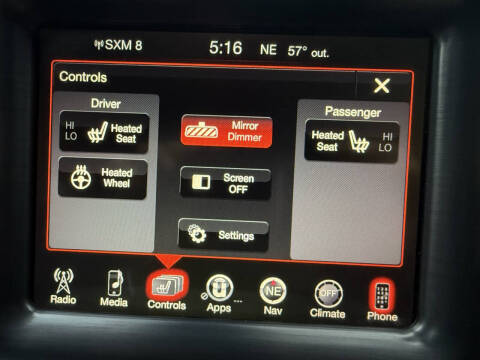 SXM 8 5:16 NE 57° out.
Controls
Driver
Passenger
HI
LO
Heated
Seat
Mirror
Dimmer
Heated
Seat
HI
LO
Heated
Wheel
Screen
OFF
Settings
Radio
Media
Controls
Apps
NE
Nav
OFF
Climate
Phone